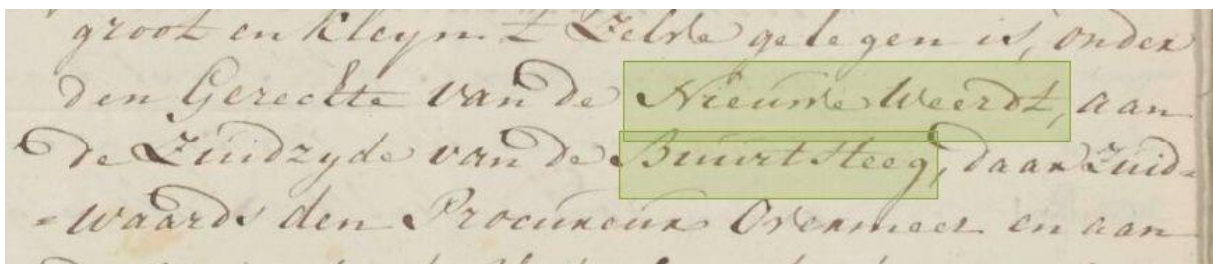 groot en kleyn t Zelve gelegen is, onder
den Gerechte van de Nieuwe Weerdt, aan
de Zuidzyde van de Buurtsteeg, daar Zuid=
=waards den Procureur Overmeer en aan